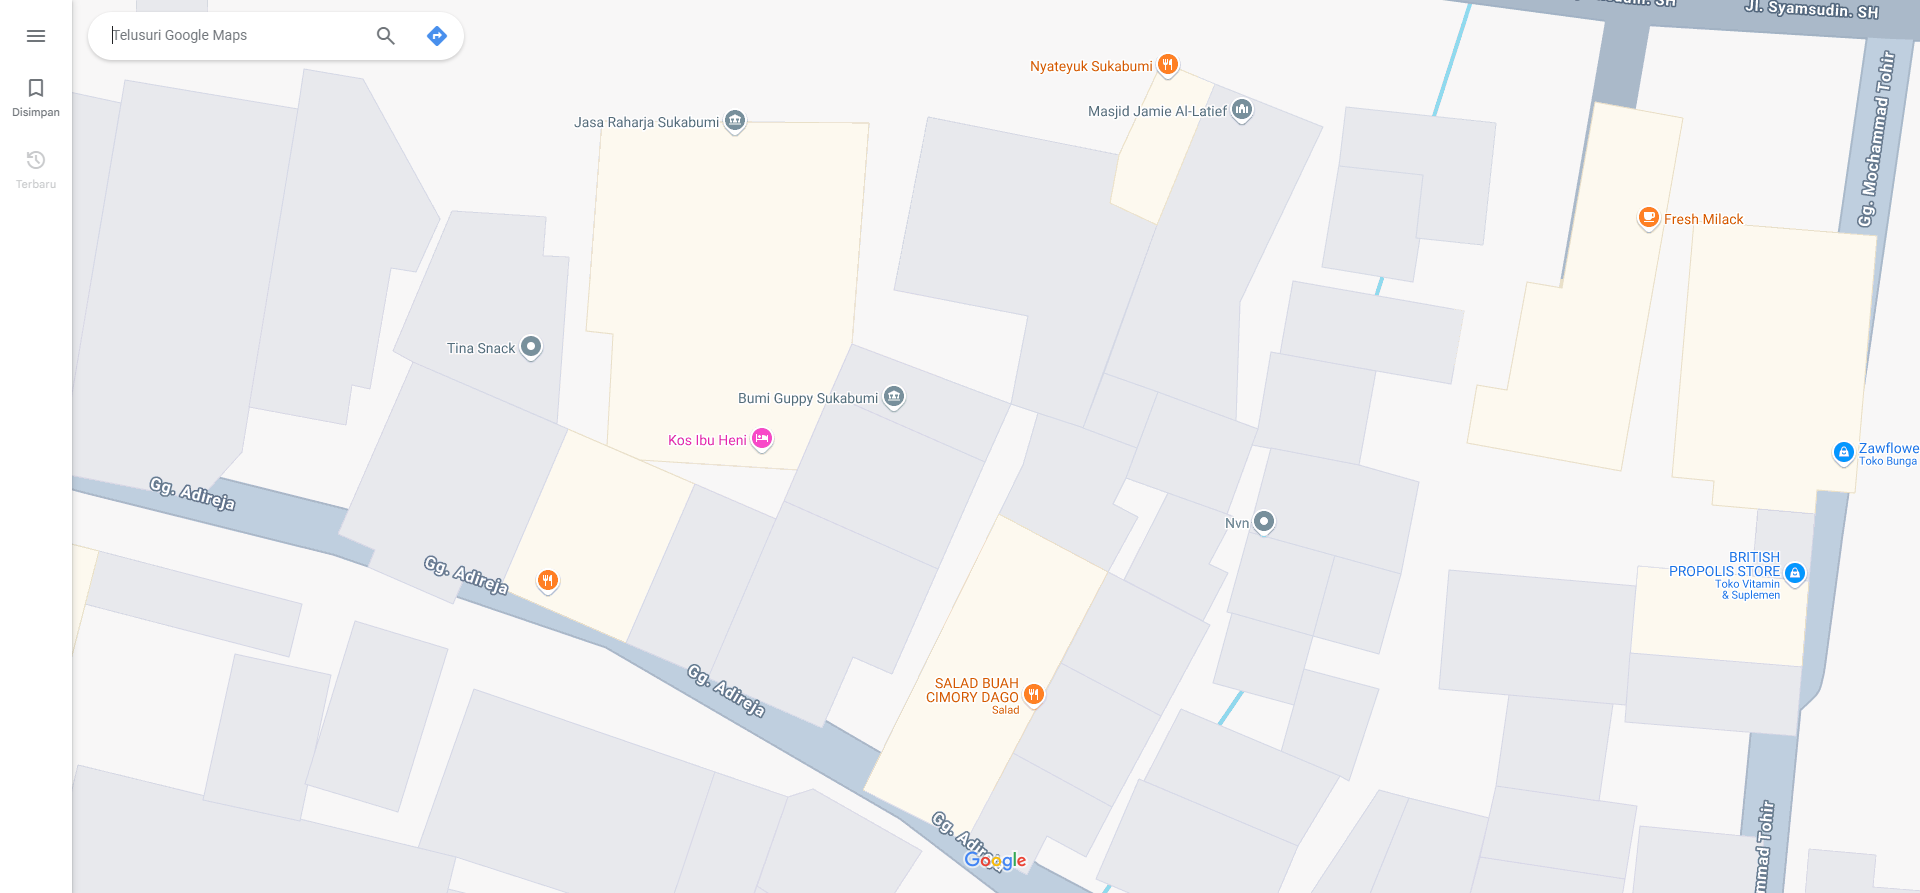 Telusuri Google Maps
Disimpan
Terbaru
Jl. Syamsudin. SH
Gg. Mochammad Tohir
Nyateyuk Sukabumi
Masjid Jamie Al-Latief
Jasa Raharja Sukabumi
Fresh Milack
Tina Snack
Bumi Guppy Sukabumi
Kos Ibu Heni
Zawflowe
Toko Bunga
Gg. Adireja
Nvn
Gg. Adireja
BRITISH
PROPOLIS STORE
Toko Vitamin
& Suplemen
Gg. Adireja
SALAD BUAH
CIMORY DAGO
Salad
Gg. Adireja
Google